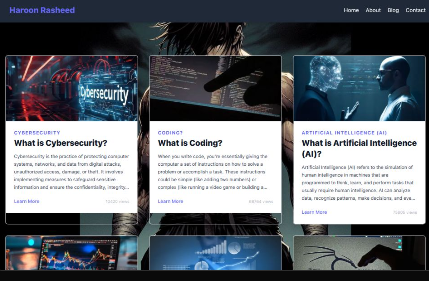 Haroon Rasheed
Home About Blog Contact
Cybersecurity
CYBERSECURITY
What is Cybersecurity?
Cybersecurity is the practice of protecting computer
systems, networks, and data from digital attacks,
unauthorized access, damage, or theft. It involves
implementing measures to safeguard sensitive
information and ensure the confidentiality, integrity...
Learn More
views
CODING?
What is Coding?
When you write code, you're essentially giving the
computer a set of instructions on how to solve a
problem or accomplish a task. These instructions
could be simple (like adding two numbers) or
complex (like running a video game or building a...
Learn More
views
ARTIFICIAL INTELLIGENCE (AI)
What is Artificial Intelligence
(AI)?
Artificial Intelligence (AI) refers to the simulation of
human intelligence in machines that are
programmed to think, learn, and perform tasks that
usually require human intelligence. AI can analyze
data, recognize patterns, make decisions, and eve...
Learn More
views